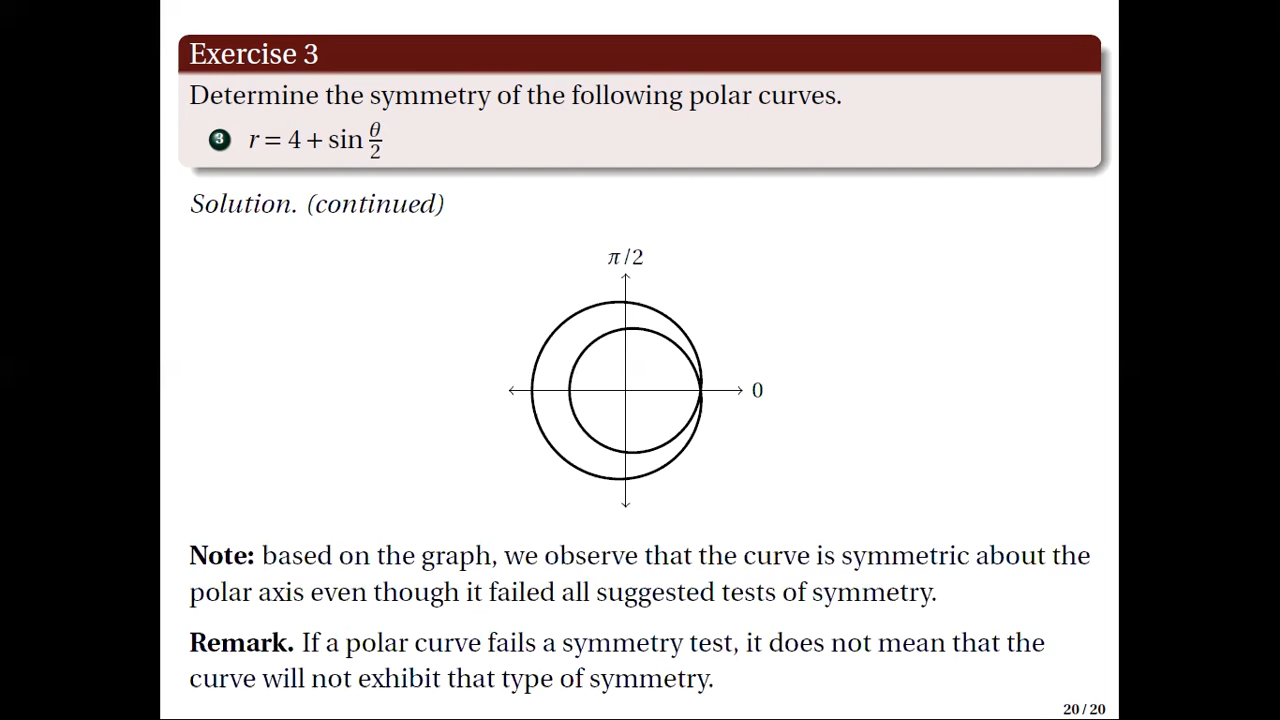 Exercise 3
Determine the symmetry of the following polar curves.
3 r = 4 + sin θ/2
Solution. (continued)
π/2
0
Note: based on the graph, we observe that the curve is symmetric about the
polar axis even though it failed all suggested tests of symmetry.
Remark. If a polar curve fails a symmetry test, it does not mean that the
curve will not exhibit that type of symmetry.
20 / 20